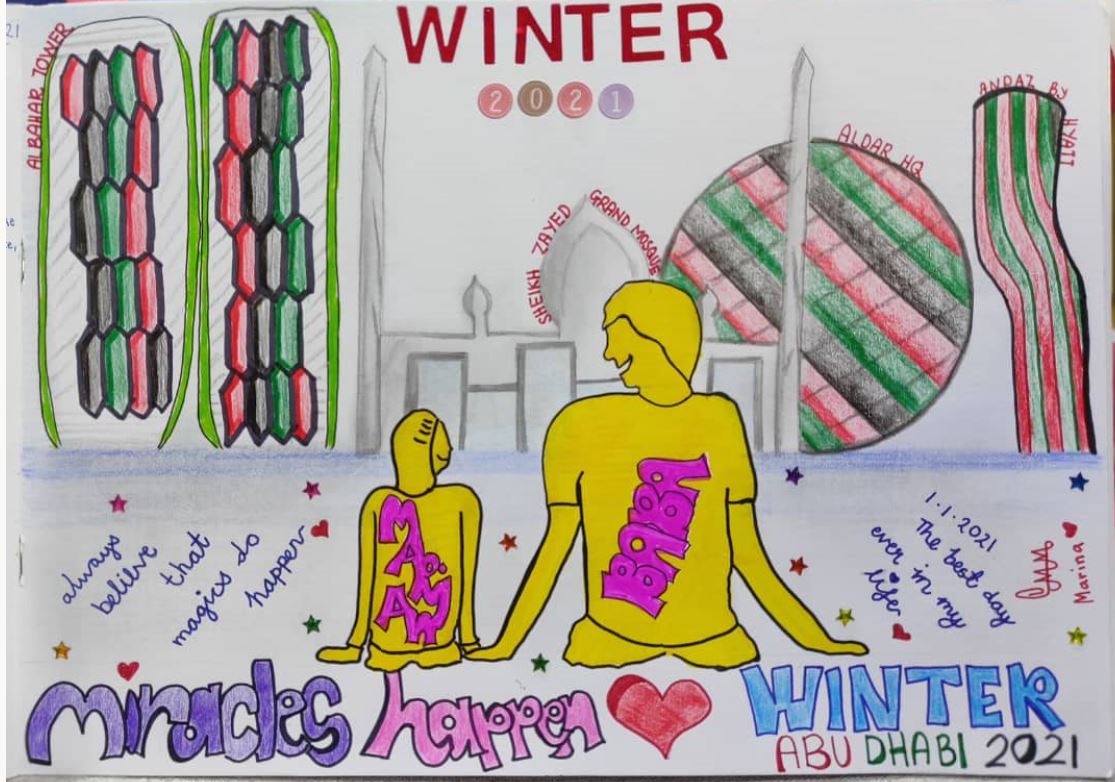 21
WINTER
2021
ALBAHAR TOWER
SHEIKH ZAYED GRAND MOSQUE
ALDAR HQ
ANDAZ BY HYATT
BABA
always
believe
that
magics do
happen
1.1.2021
The best day
ever in my
life
Marina
miracles happen
WINTER
ABU DHABI 2021